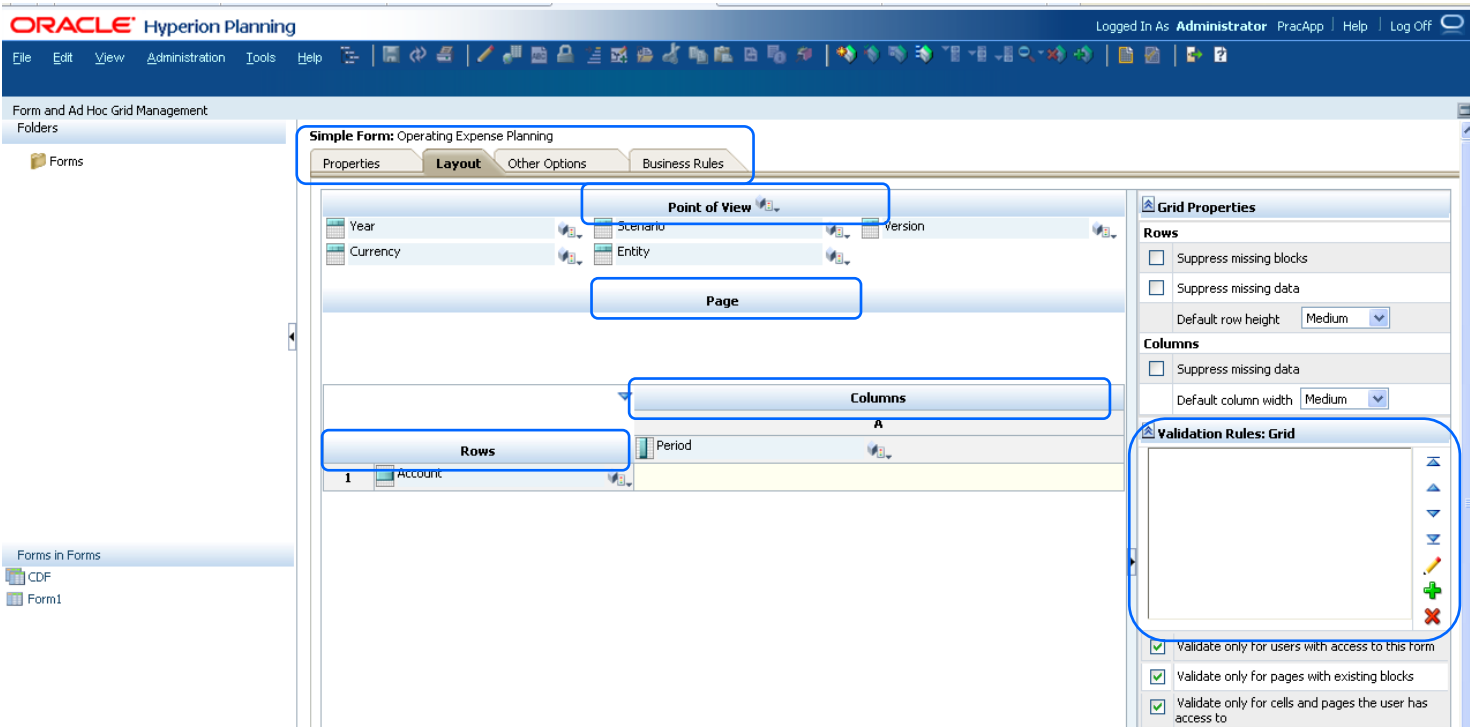 ORACLE® Hyperion Planning
Logged In As Administrator PracApp | Help | Log Off
File Edit View Administration Tools Help
Form and Ad Hoc Grid Management
Folders
Forms
Simple Form: Operating Expense Planning
Properties Layout Other Options Business Rules
Point of View
Year Scenario Version
Currency Entity
Page
Columns
A
Rows
Period
1 Account
Grid Properties
Rows
Suppress missing blocks
Suppress missing data
Default row height Medium
Columns
Suppress missing data
Default column width Medium
Validation Rules: Grid
Validate only for users with access to this form
Validate only for pages with existing blocks
Validate only for cells and pages the user has
access to
Forms in Forms
CDF
Form1